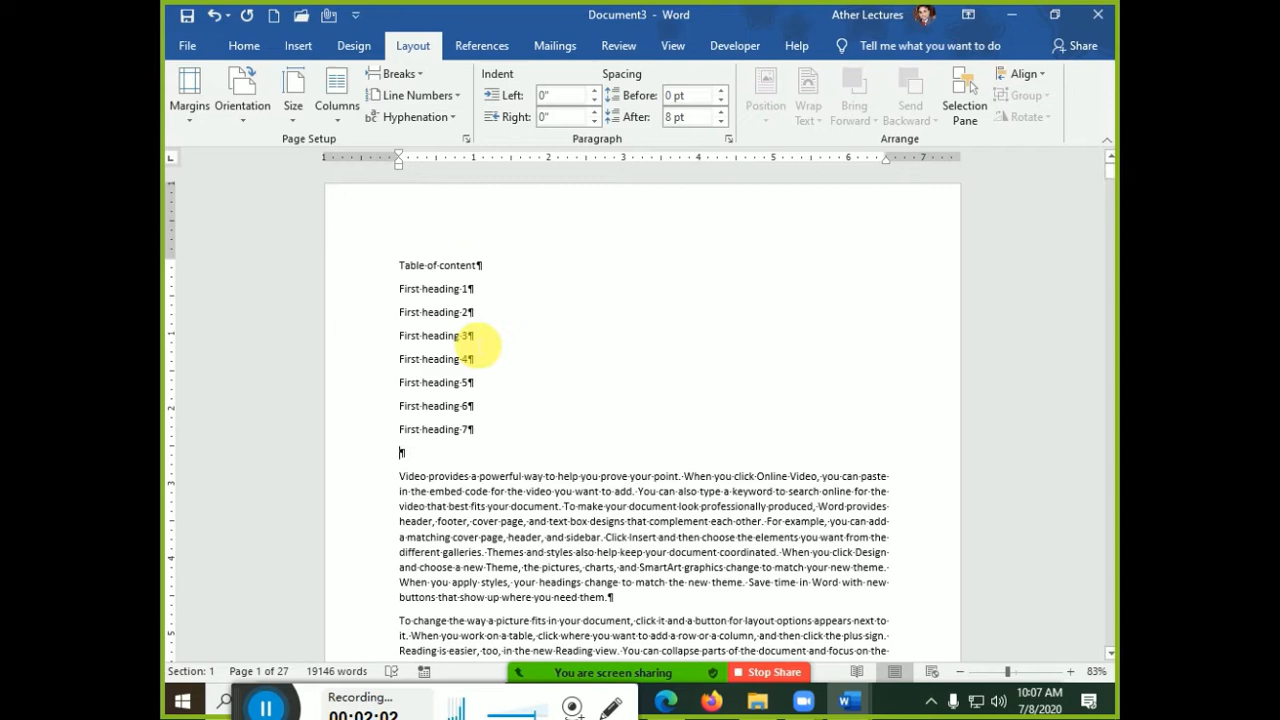 Document3 - Word
Ather Lectures
File Home Insert Design Layout References Mailings Review View Developer Help Tell me what you want to do Share
Margins Orientation Size Columns
Breaks
Line Numbers
Hyphenation
Page Setup
Indent
Left: 0"
Right: 0"
Spacing
Before: 0 pt
After: 8 pt
Paragraph
Position Wrap Text Bring Forward Send Backward Selection Pane
Align
Group
Rotate
Arrange
1 1 2 3 4 5 6 7
Table·of·content¶
First·heading·1¶
First·heading·2¶
First·heading·3¶
First·heading·4¶
First·heading·5¶
First·heading·6¶
First·heading·7¶
¶
Video·provides·a·powerful·way·to·help·you·prove·your·point.·When·you·click·Online·Video,·you·can·paste·
in·the·embed·code·for·the·video·you·want·to·add.·You·can·also·type·a·keyword·to·search·online·for·the·
video·that·best·fits·your·document.·To·make·your·document·look·professionally·produced,·Word·provides·
header,·footer,·cover·page,·and·text·box·designs·that·complement·each·other.·For·example,·you·can·add·
a·matching·cover·page,·header,·and·sidebar.·Click·Insert·and·then·choose·the·elements·you·want·from·the·
different·galleries.·Themes·and·styles·also·help·keep·your·document·coordinated.·When·you·click·Design·
and·choose·a·new·Theme,·the·pictures,·charts,·and·SmartArt·graphics·change·to·match·your·new·theme.·
When·you·apply·styles,·your·headings·change·to·match·the·new·theme.·Save·time·in·Word·with·new·
buttons·that·show·up·where·you·need·them.¶
To·change·the·way·a·picture·fits·in·your·document,·click·it·and·a·button·for·layout·options·appears·next·to·
it.·When·you·work·on·a·table,·click·where·you·want·to·add·a·row·or·a·column,·and·then·click·the·plus·sign.·
Reading·is·easier,·too,·in·the·new·Reading·view.·You·can·collapse·parts·of·the·document·and·focus·on·the·
Section: 1 Page 1 of 27 19146 words
You are screen sharing Stop Share
83%
Recording...
00:02:02
10:07 AM
7/8/2020